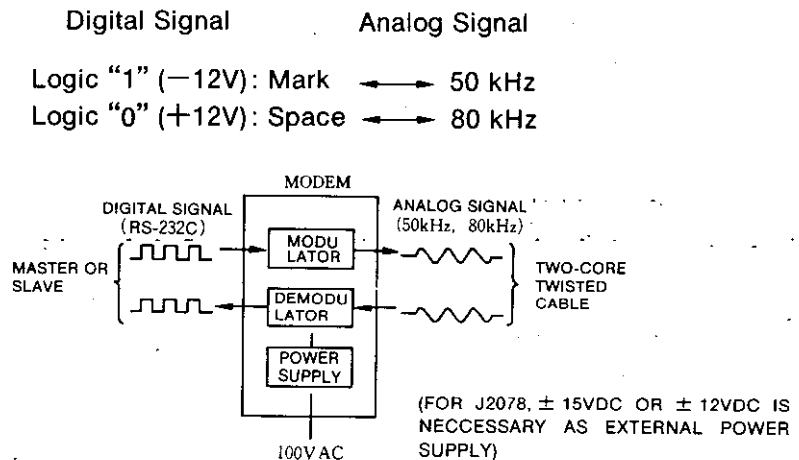 Digital Signal Analog Signal
Logic “1” (−12V): Mark ⟷ 50 kHz
Logic “0” (+12V): Space ⟷ 80 kHz
MODEM
DIGITAL SIGNAL
(RS-232C)
ANALOG SIGNAL
(50kHz, 80kHz)
MODU
LATOR
MASTER OR
SLAVE
TWO-CORE
TWISTED
CABLE
DEMODU
LATOR
POWER
SUPPLY
100V AC
(FOR J2078, ± 15VDC OR ± 12VDC IS
NECCESSARY AS EXTERNAL POWER
SUPPLY)